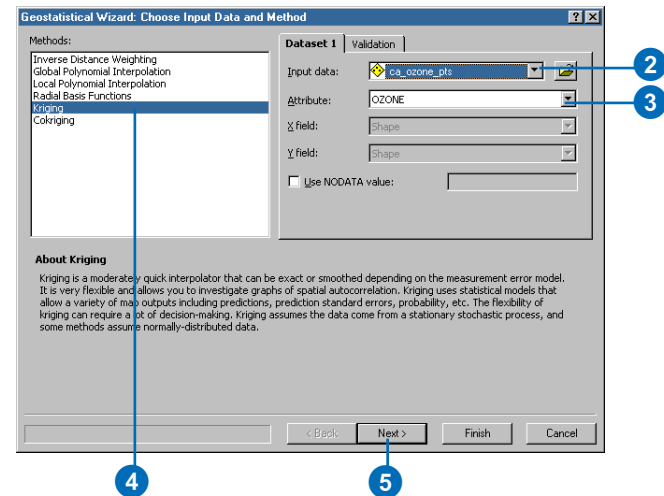 Geostatistical Wizard: Choose Input Data and Method
Methods:
Inverse Distance Weighting
Global Polynomial Interpolation
Local Polynomial Interpolation
Radial Basis Functions
Kriging
Cokriging
Dataset 1
Validation
Input data:
ca_ozone_pts
2
Attribute:
OZONE
3
X field:
Shape
Y field:
Shape
Use NODATA value:
About Kriging
Kriging is a moderately quick interpolator that can be exact or smoothed depending on the measurement error model.
It is very flexible and allows you to investigate graphs of spatial autocorrelation. Kriging uses statistical models that
allow a variety of map outputs including predictions, prediction standard errors, probability, etc. The flexibility of
kriging can require a lot of decision-making. Kriging assumes the data come from a stationary stochastic process, and
some methods assume normally-distributed data.
< Back
Next >
Finish
Cancel
4
5